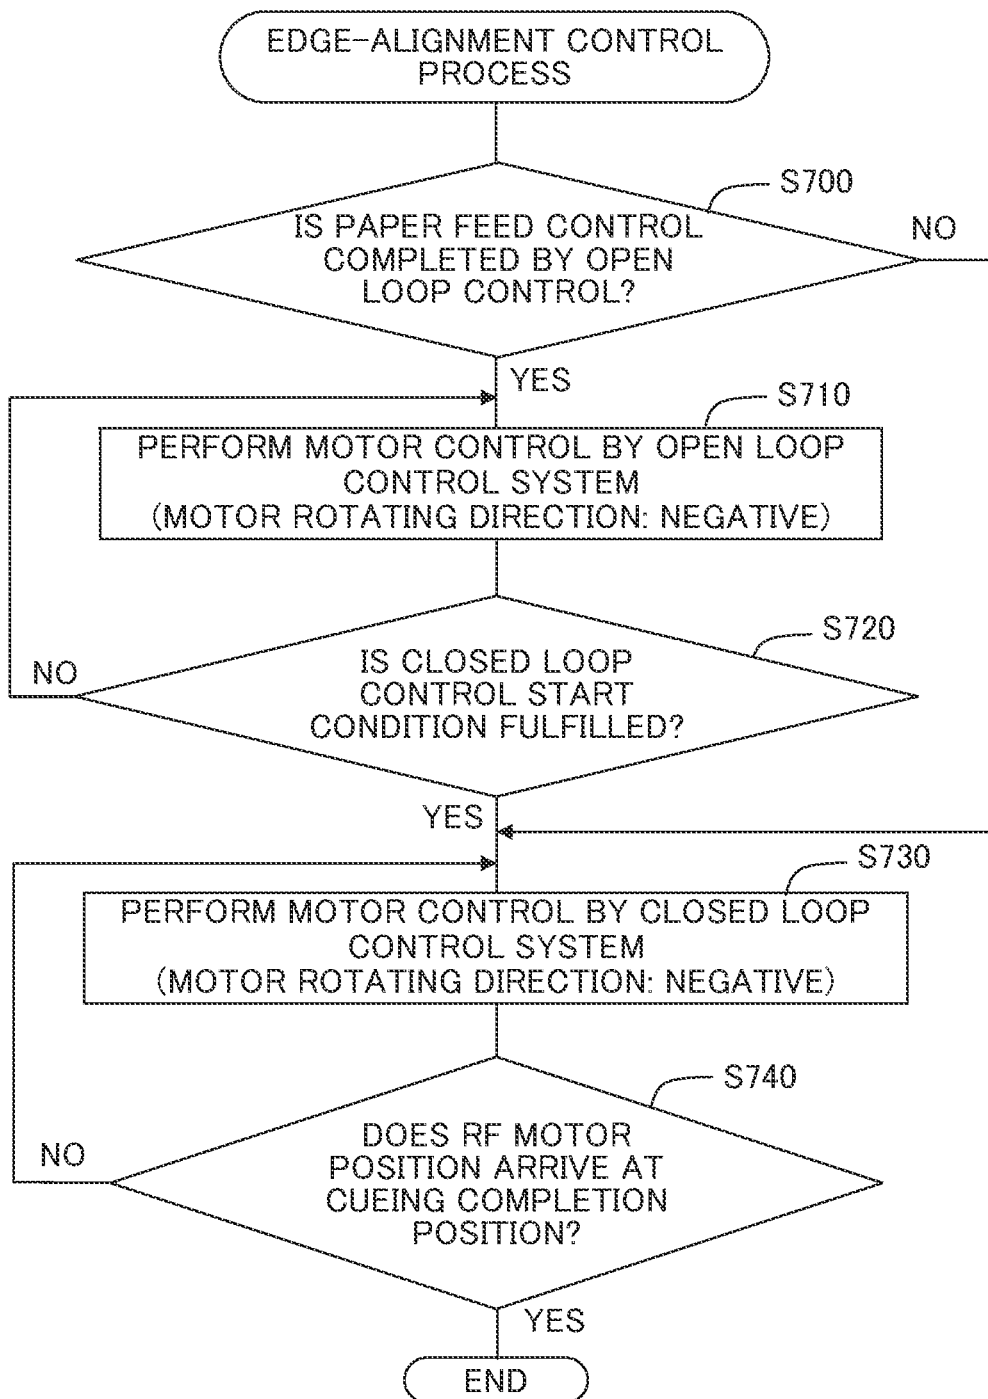 EDGE-ALIGNMENT CONTROL
PROCESS
S700
IS PAPER FEED CONTROL
COMPLETED BY OPEN
LOOP CONTROL?
NO
YES
S710
PERFORM MOTOR CONTROL BY OPEN LOOP
CONTROL SYSTEM
(MOTOR ROTATING DIRECTION: NEGATIVE)
S720
IS CLOSED LOOP
CONTROL START
CONDITION FULFILLED?
NO
YES
S730
PERFORM MOTOR CONTROL BY CLOSED LOOP
CONTROL SYSTEM
(MOTOR ROTATING DIRECTION: NEGATIVE)
S740
DOES RF MOTOR
POSITION ARRIVE AT
CUEING COMPLETION
POSITION?
NO
YES
END